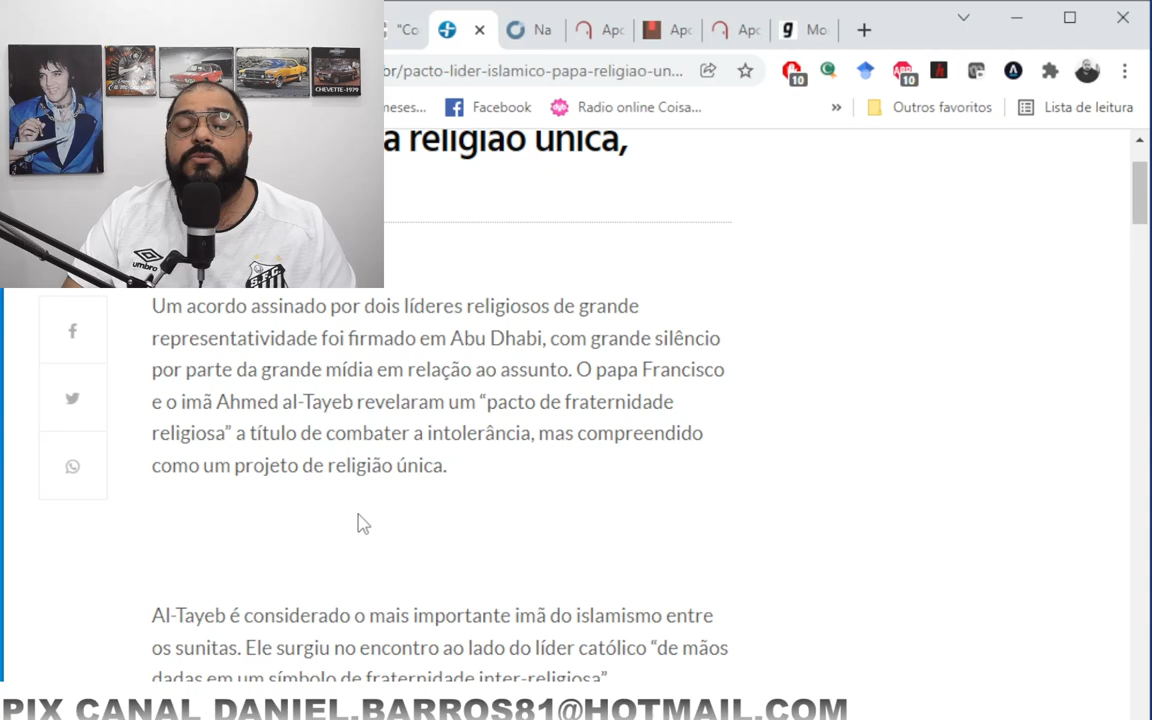 "Co
Na
Apc
Apc
Apc
Mo
or/pacto-lider-islamico-papa-religiao-un...
10
10
meses...
Facebook
Radio online Coisa...
Outros favoritos
Lista de leitura
CHEVETTE-1979
umbro
S.F.C.
a religião única,
Um acordo assinado por dois líderes religiosos de grande
representatividade foi firmado em Abu Dhabi, com grande silêncio
por parte da grande mídia em relação ao assunto. O papa Francisco
e o imã Ahmed al-Tayeb revelaram um “pacto de fraternidade
religiosa” a título de combater a intolerância, mas compreendido
como um projeto de religião única.
Al-Tayeb é considerado o mais importante imã do islamismo entre
os sunitas. Ele surgiu no encontro ao lado do líder católico “de mãos
dadas em um símbolo de fraternidade inter-religiosa”
PIX CANAL DANIEL.BARROS81@HOTMAIL.COM